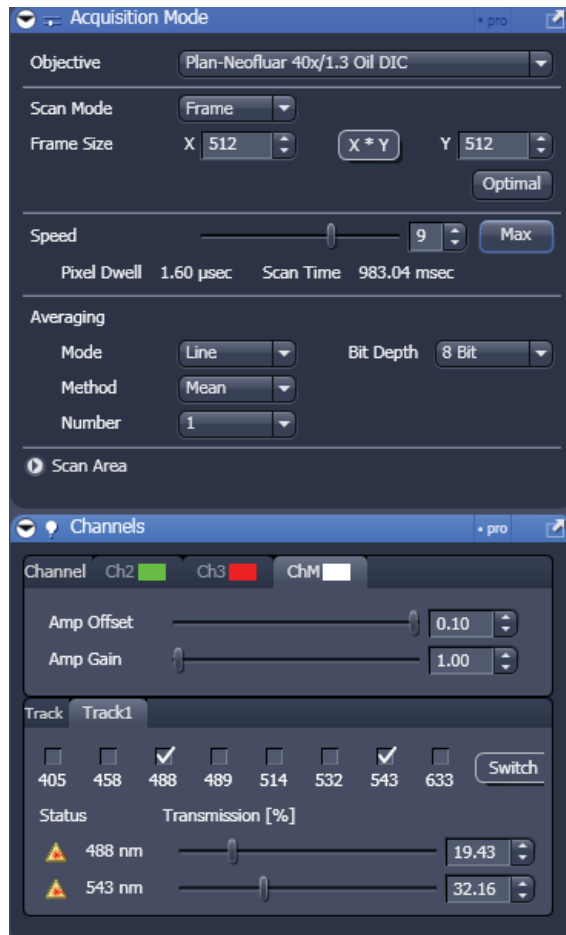 Acquisition Mode • pro
Objective Plan-Neofluar 40x/1.3 Oil DIC
Scan Mode Frame
Frame Size X 512 X * Y Y 512
Optimal
Speed 9 Max
Pixel Dwell 1.60 µsec Scan Time 983.04 msec
Averaging
Mode Line Bit Depth 8 Bit
Method Mean
Number 1
Scan Area
Channels • pro
Channel Ch2 Ch3 ChM
Amp Offset 0.10
Amp Gain 1.00
Track Track1
405 458 488 489 514 532 543 633 Switch
Status Transmission [%]
488 nm 19.43
543 nm 32.16